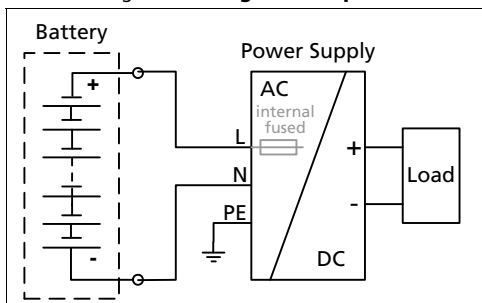 Battery
Power Supply
+
AC
internal
fused
L
N
PE
+
-
Load
-
DC